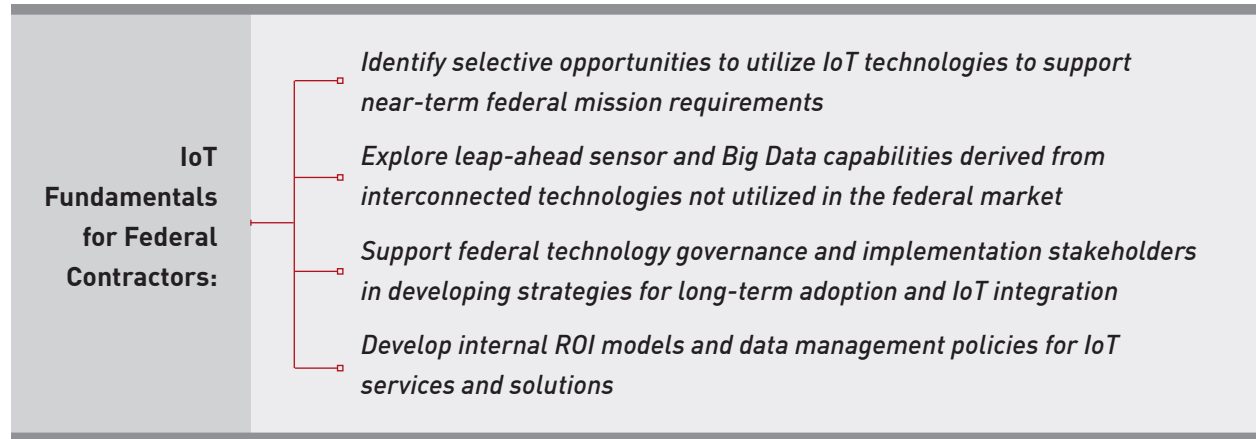 IoT
Fundamentals
for Federal
Contractors:
Identify selective opportunities to utilize IoT technologies to support
near-term federal mission requirements
Explore leap-ahead sensor and Big Data capabilities derived from
interconnected technologies not utilized in the federal market
Support federal technology governance and implementation stakeholders
in developing strategies for long-term adoption and IoT integration
Develop internal ROI models and data management policies for IoT
services and solutions